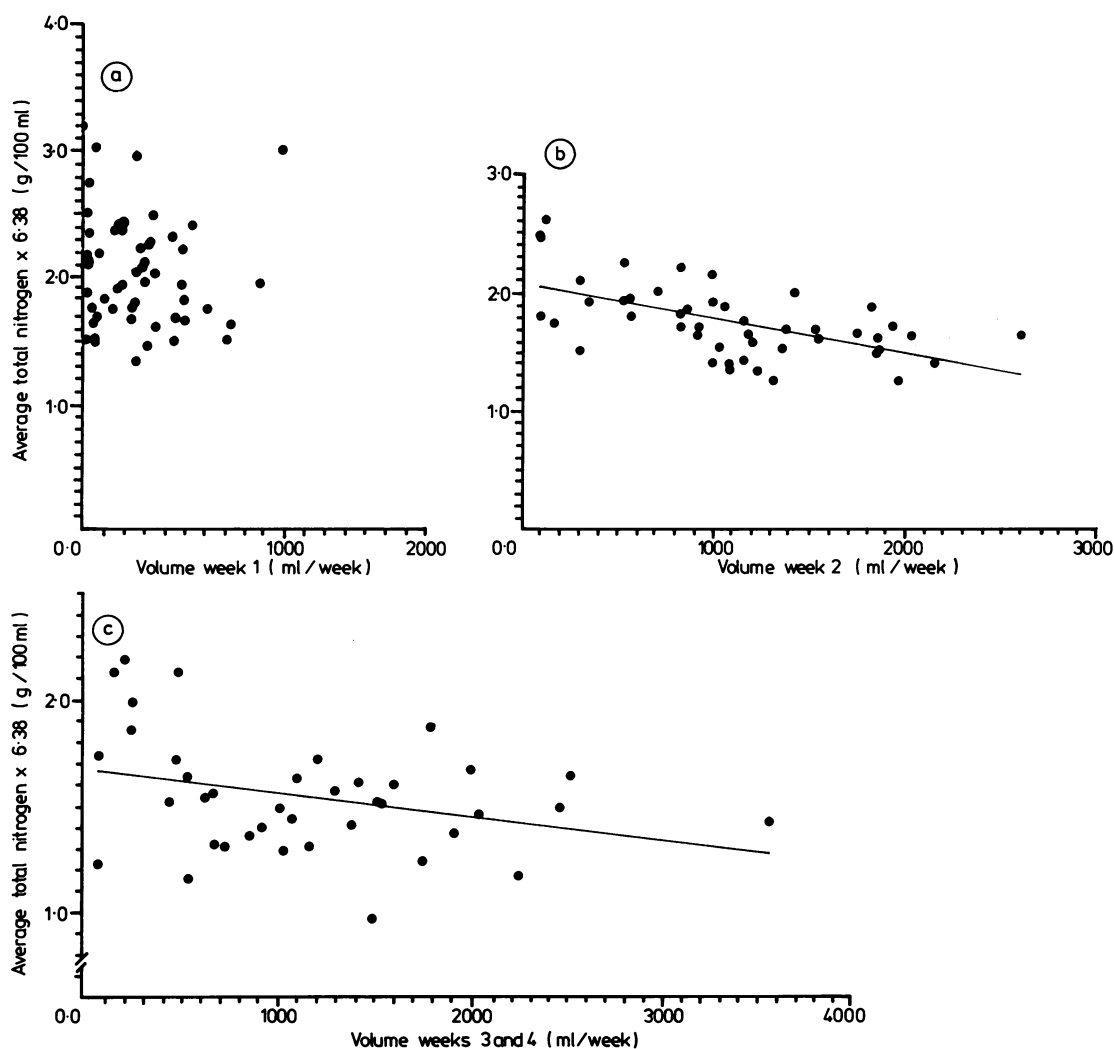 4·0
a
3·0
2·0
1·0
0·0
1000
2000
Volume week 1 ( ml / week)
Average total nitrogen x 6·38 ( g / 100 ml )
b
3·0
2·0
1·0
0·0
1000
2000
3000
Volume week 2 ( ml / week )
c
2·0
1·0
0·0
1000
2000
3000
4000
Volume weeks 3 and 4 ( ml / week)
Average total nitrogen x 6·38 ( g / 100 ml )